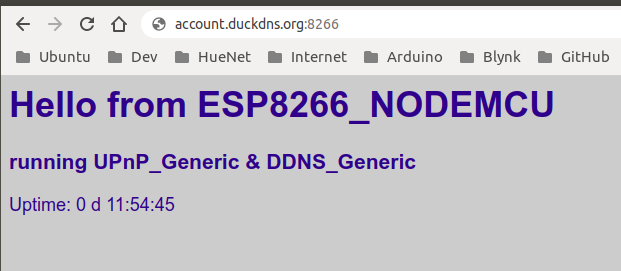 account.duckdns.org:8266
Ubuntu Dev HueNet Internet Arduino Blynk GitHub
Hello from ESP8266_NODEMCU
running UPnP_Generic & DDNS_Generic
Uptime: 0 d 11:54:45